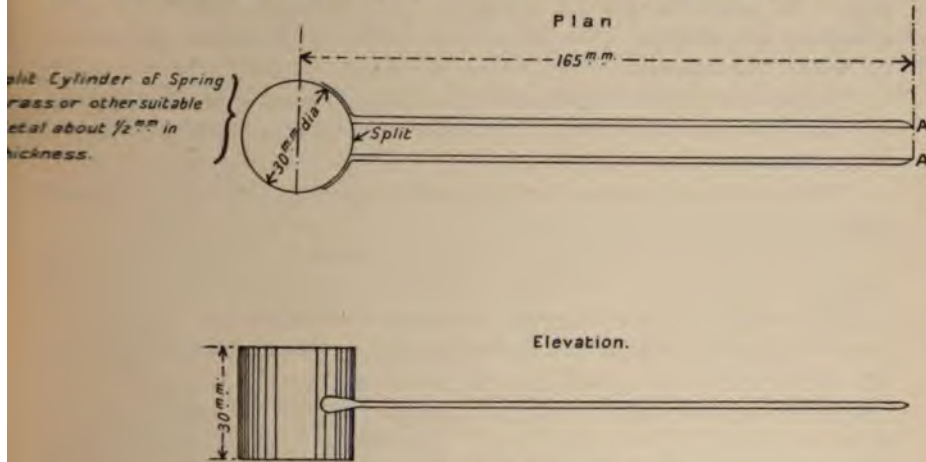 Plan
165 m.m.
plit Cylinder of Spring
rass or other suitable
etal about 1/2 m.m in
hickness.
30 m.m. dia
Split
A
A
Elevation.
30 m.m.